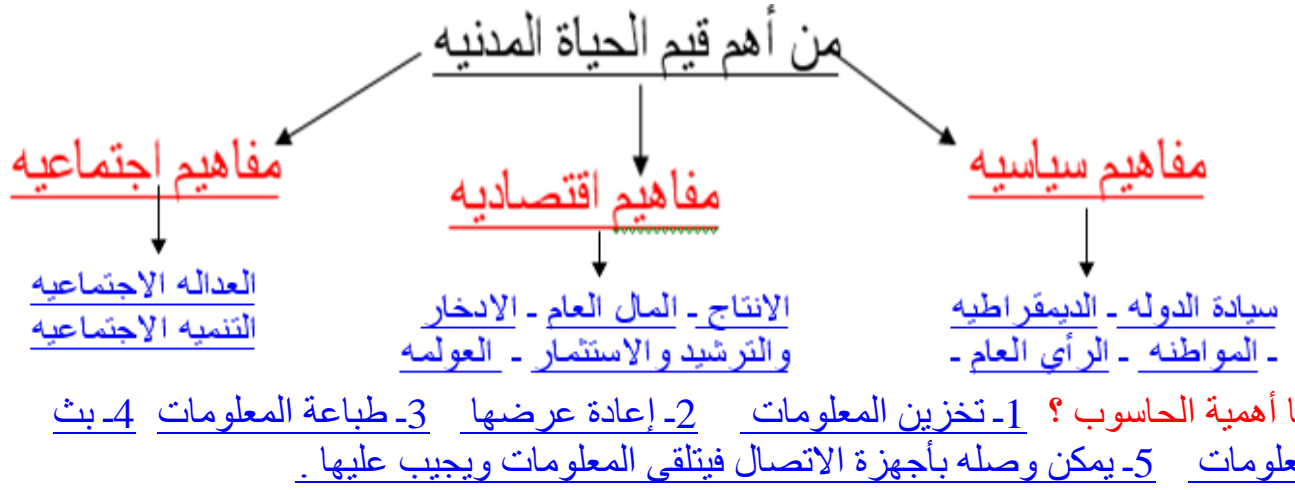 من أهم قيم الحياة المدنيه
مفاهيم سياسيه
مفاهيم اقتصاديه
مفاهيم اجتماعيه
سيادة الدوله ـ الديمقراطيه
ـ المواطنه ـ الرأي العام ـ
الانتاج ـ المال العام ـ الادخار
والترشيد والاستثمار ـ العولمه
العداله الاجتماعيه
التنميه الاجتماعيه
أهمية الحاسوب ؟ 1ـ تخزين المعلومات 2ـ إعادة عرضها 3ـ طباعة المعلومات 4ـ بث
5ـ يمكن وصله بأجهزة الاتصال فيتلقى المعلومات ويجيب عليها .